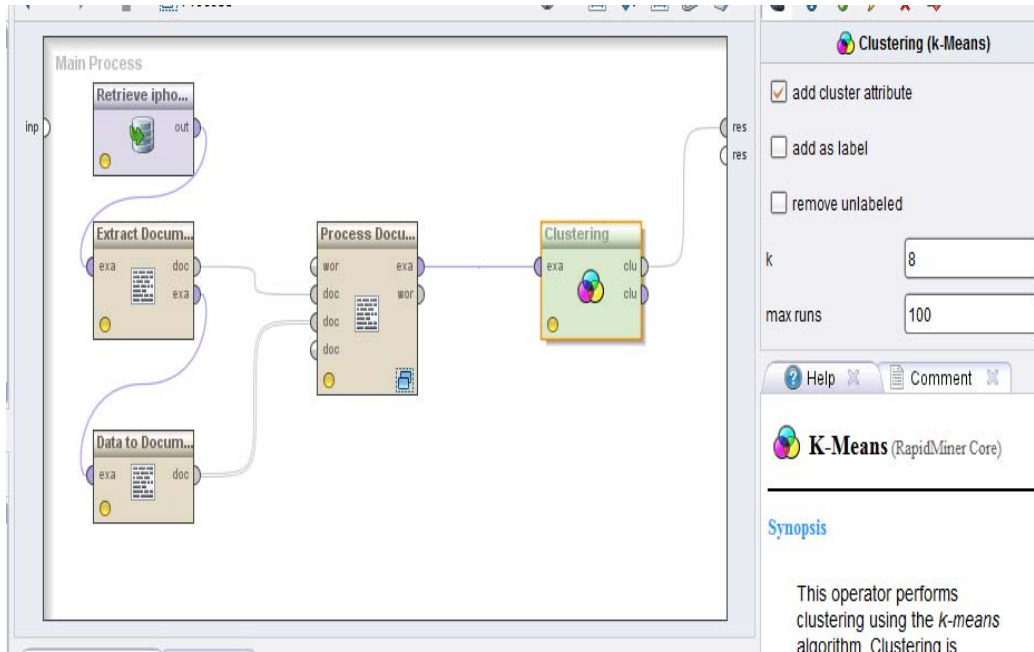 Main Process
Retrieve ipho...
inp
out
res
res
Extract Docum...
exa
doc
exa
Process Docu...
wor
exa
doc
wor
doc
doc
Clustering
exa
clu
clu
Data to Docum...
exa
doc
Clustering (k-Means)
add cluster attribute
add as label
remove unlabeled
k
8
max runs
100
Help
Comment
K-Means (RapidMiner Core)
Synopsis
This operator performs
clustering using the k-means
algorithm. Clustering is